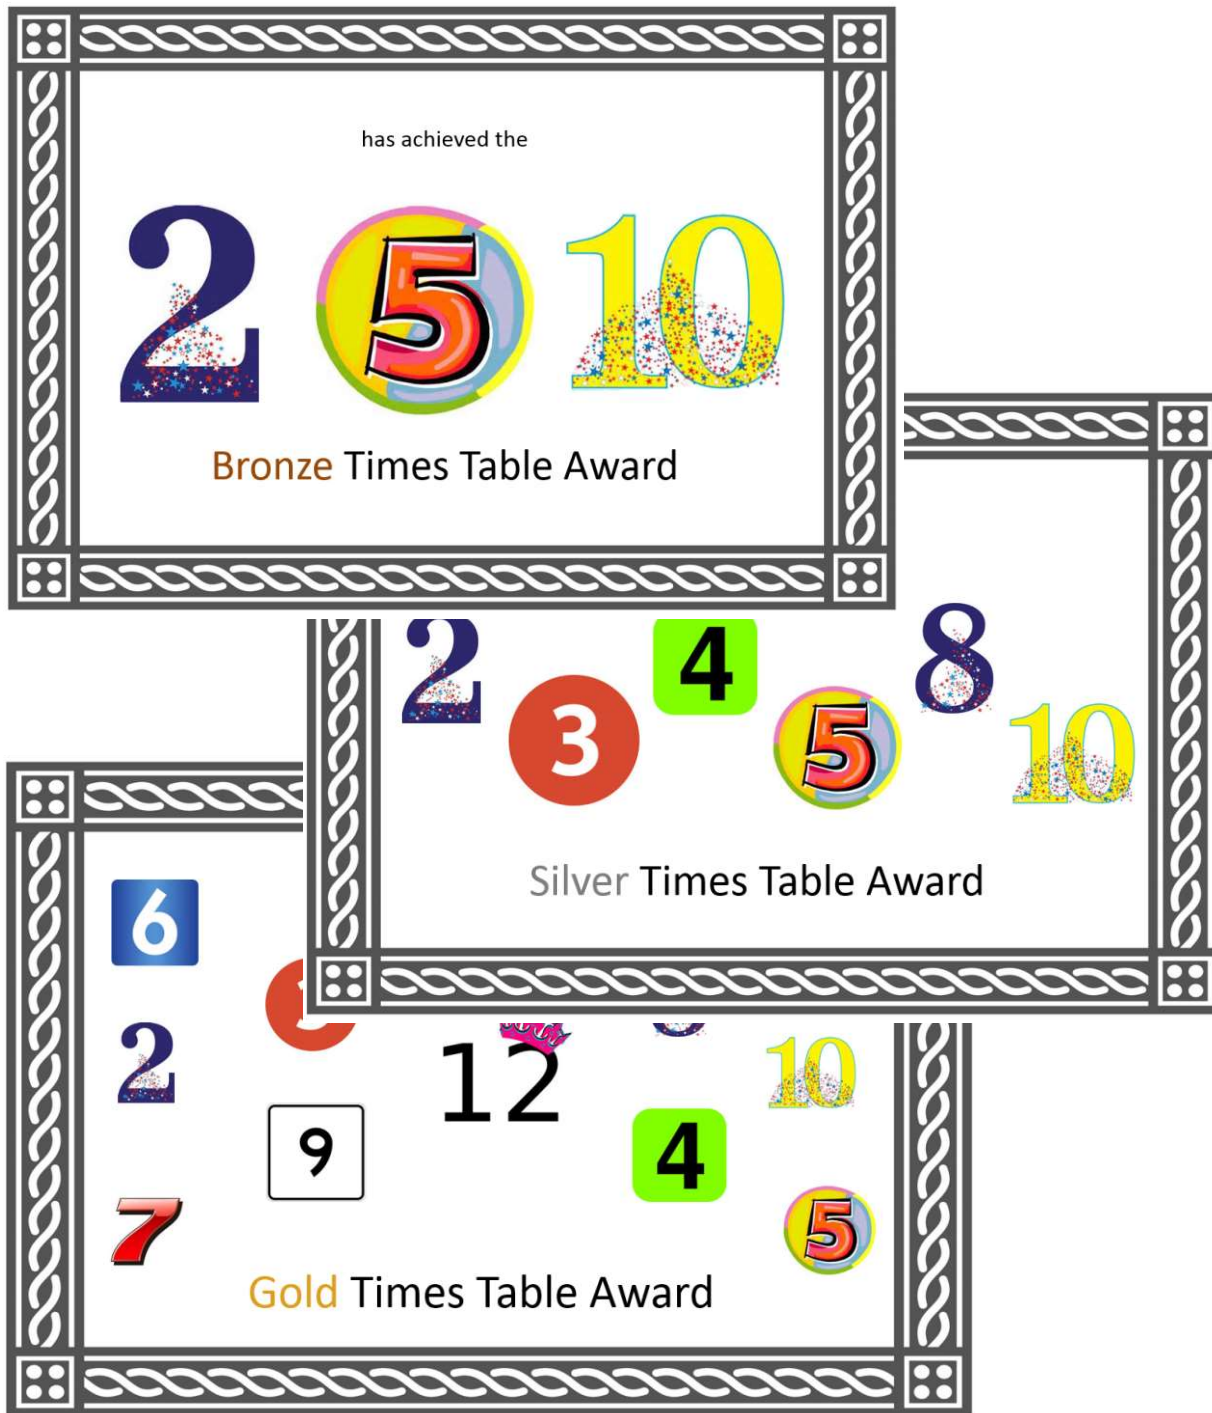 has achieved the
2 5 10
Bronze Times Table Award
2 3 4 5 8 10
Silver Times Table Award
6
2 12 10
9 4
7 5
Gold Times Table Award